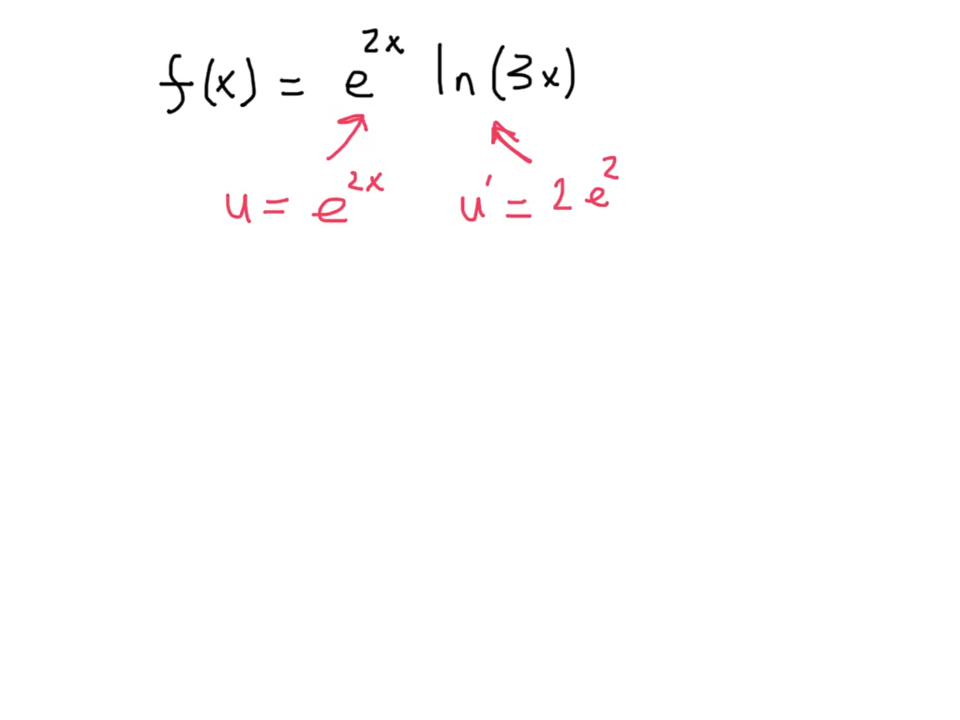 f(x) = e^{2x} ln(3x)
u = e^{2x} u' = 2e^2